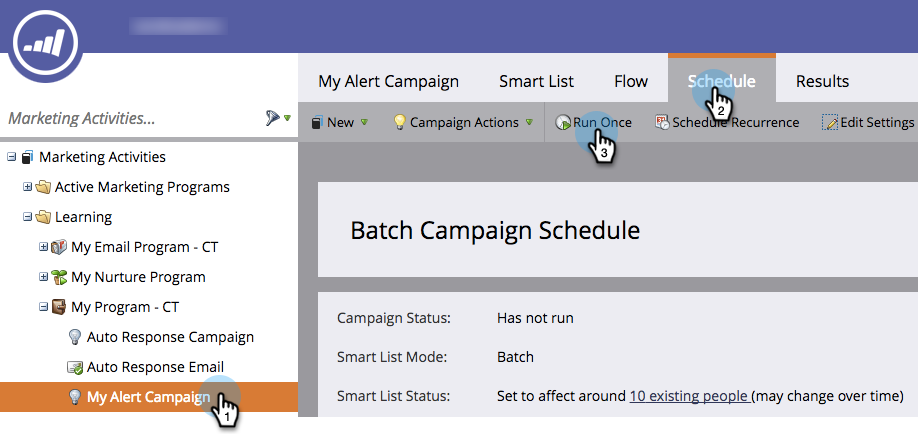 My Alert Campaign Smart List Flow Schedule Results
Marketing Activities...
New Campaign Actions Run Once Schedule Recurrence Edit Settings
2
3
Marketing Activities
Active Marketing Programs
Learning
My Email Program - CT
My Nurture Program
My Program - CT
Auto Response Campaign
Auto Response Email
My Alert Campaign
1
Batch Campaign Schedule
Campaign Status: Has not run
Smart List Mode: Batch
Smart List Status: Set to affect around 10 existing people (may change over time)